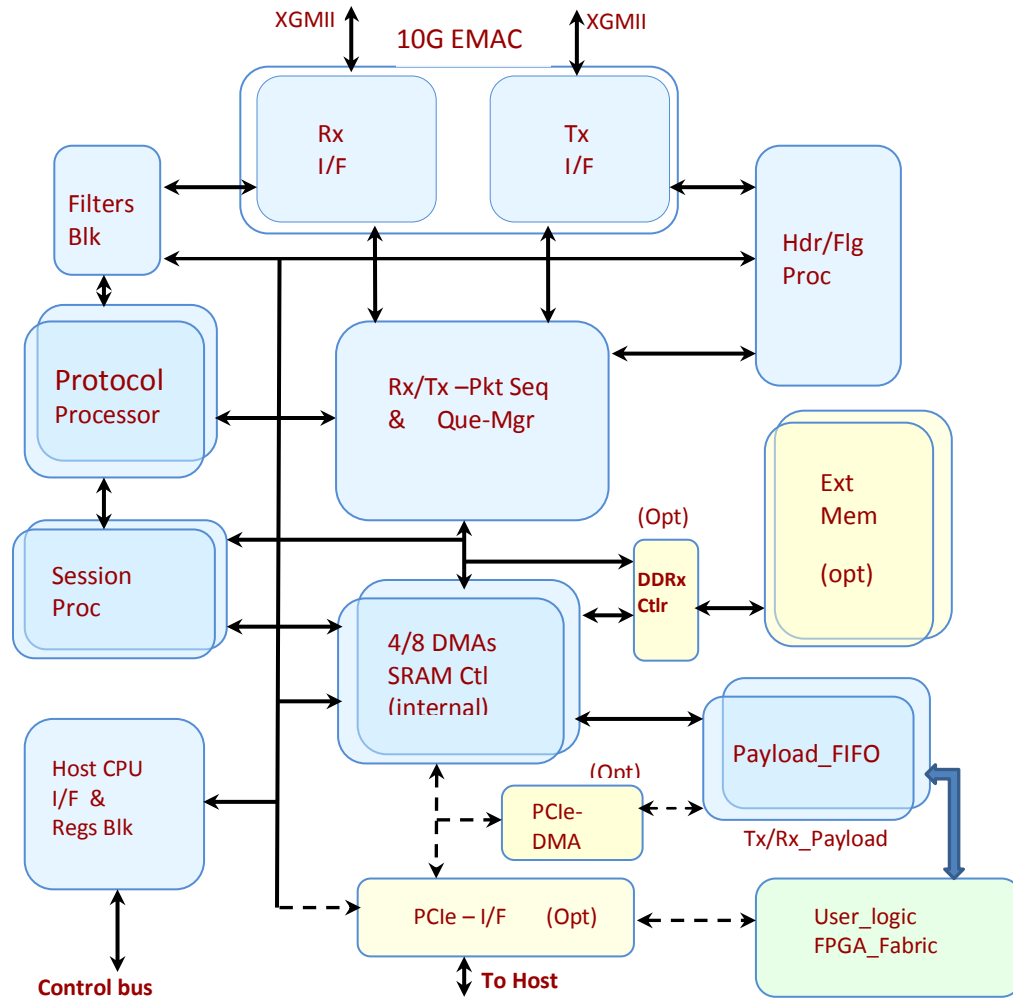 XGMII
10G EMAC
XGMII
Rx
I/F
Tx
I/F
Filters
Blk
Hdr/Flg
Proc
Protocol
Processor
Rx/Tx –Pkt Seq
& Que-Mgr
Ext
Mem
(opt)
(Opt)
DDRx
Ctlr
Session
Proc
4/8 DMAs
SRAM Ctl
(internal)
Payload_FIFO
Host CPU
I/F &
Regs Blk
(Opt)
PCIe-
DMA
Tx/Rx_Payload
PCIe – I/F (Opt)
User_logic
FPGA_Fabric
Control bus
To Host